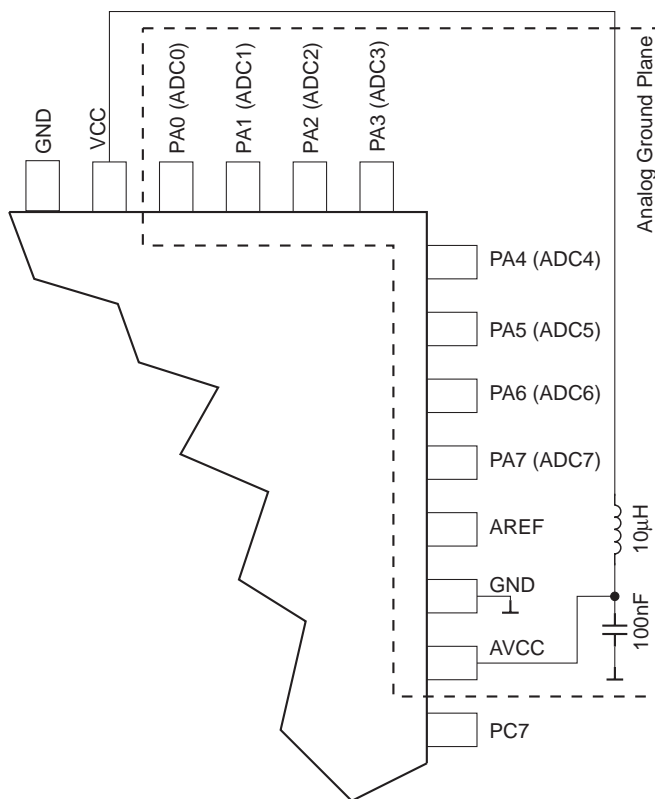 GND
VCC
PA0 (ADC0)
PA1 (ADC1)
PA2 (ADC2)
PA3 (ADC3)
Analog Ground Plane
PA4 (ADC4)
PA5 (ADC5)
PA6 (ADC6)
PA7 (ADC7)
AREF
10µH
GND
AVCC
100nF
PC7